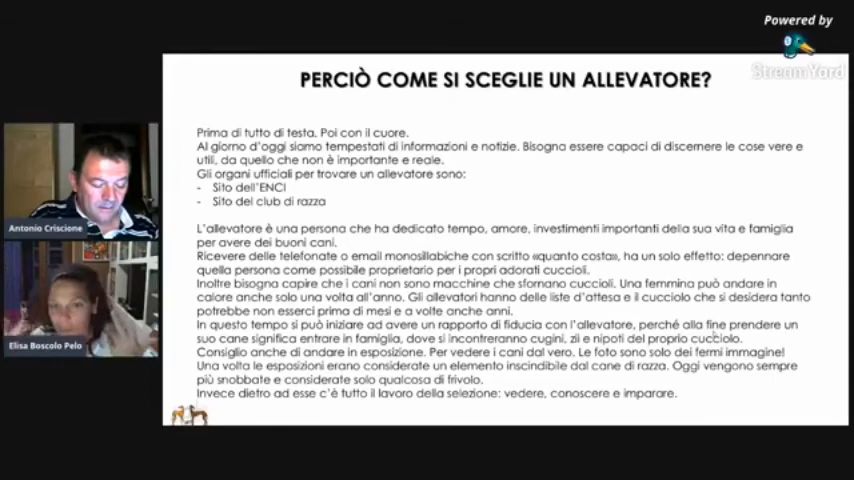 Powered by
StreamYard
PERCIÒ COME SI SCEGLIE UN ALLEVATORE?
Prima di tutto di testa. Poi con il cuore.
Al giorno d'oggi siamo tempestati di informazioni e notizie. Bisogna essere capaci di discernere le cose vere e
utili, da quello che non è importante e reale.
Gli organi ufficiali per trovare un allevatore sono:
- Sito dell'ENCI
- Sito del club di razza
L'allevatore è una persona che ha dedicato tempo, amore, investimenti importanti della sua vita e famiglia
per avere dei buoni cani.
Ricevere delle telefonate o email monosillabiche con scritto «quanto costa», ha un solo effetto: depennare
quella persona come possibile proprietario per i propri adorati cuccioli.
Inoltre bisogna capire che i cani non sono macchine che sfornano cuccioli. Una femmina può andare in
calore anche solo una volta all'anno. Gli allevatori hanno delle liste d'attesa e il cucciolo che si desidera tanto
potrebbe non esserci prima di mesi e a volte anche anni.
In questo tempo si può iniziare ad avere un rapporto di fiducia con l'allevatore, perché alla fine prendere un
suo cane significa entrare in famiglia, dove si incontreranno cugini, zii e nipoti del proprio cucciolo.
Consiglio anche di andare in esposizione. Per vedere i cani dal vero. Le foto sono solo dei fermi immagine!
Una volta le esposizioni erano considerate un elemento inscindibile dal cane di razza. Oggi vengono sempre
più snobbate e considerate solo qualcosa di frivolo.
Invece dietro ad esse c'è tutto il lavoro della selezione: vedere, conoscere e imparare.
Antonio Criscione
Elisa Boscolo Pelo